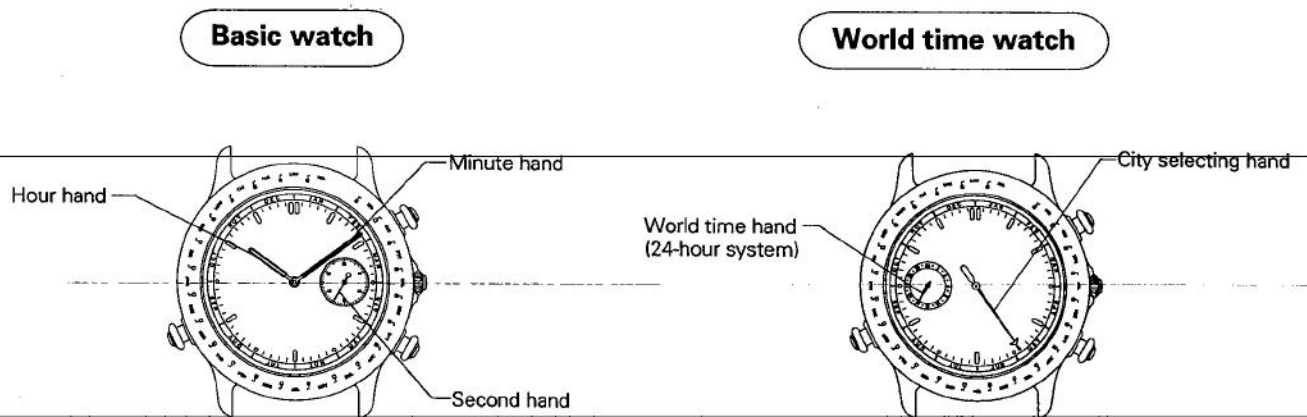 Basic watch
World time watch
Minute hand
Hour hand
Second hand
City selecting hand
World time hand
(24-hour system)